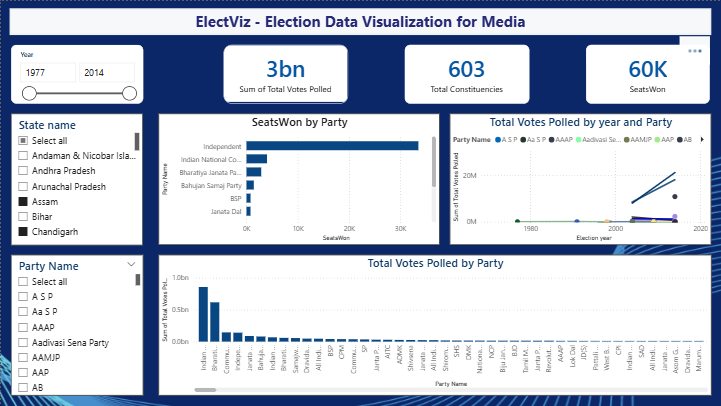 ElectViz - Election Data Visualization for Media
Year
1977
2014
3bn
Sum of Total Votes Polled
603
Total Constituencies
60K
SeatsWon
State name
Select all
Andaman & Nicobar Isla...
Andhra Pradesh
Arunachal Pradesh
Assam
Bihar
Chandigarh
SeatsWon by Party
Party Name
Independent
Indian National Co...
Bharatiya Janata Pa...
Bahujan Samaj Party
BSP
Janata Dal
0K 10K 20K 30K
SeatsWon
Total Votes Polled by year and Party
Party Name A S P Aa S P AAAP Aadivasi Se... AAMJP AAP AB
Sum of Total Votes Polled
20M
0M
1980 2000 2020
Election year
Party Name
Select all
A S P
Aa S P
AAAP
Aadivasi Sena Party
AAMJP
AAP
AB
Total Votes Polled by Party
Sum of Total Votes Pol...
1.0bn
0.5bn
0.0bn
Indian... Bharati... Commu... Indepe... Janata... Bahuja... Indian... Bharati... Samajw... Dravida... All Indi... BSP CPM Commu... SP Janta P... AITC ADMK Shivsena Janata... All Indi... Shirom... SHS DMK Nationa... NCP Biju Jan... BJD Tamil M... Janta P... Revolut... AAAP Lok Dal JD(S) Pattali... West B... CPI Indian... SAD All Indi... Janata... Asom G... Dravida... Maruma...
Party Name